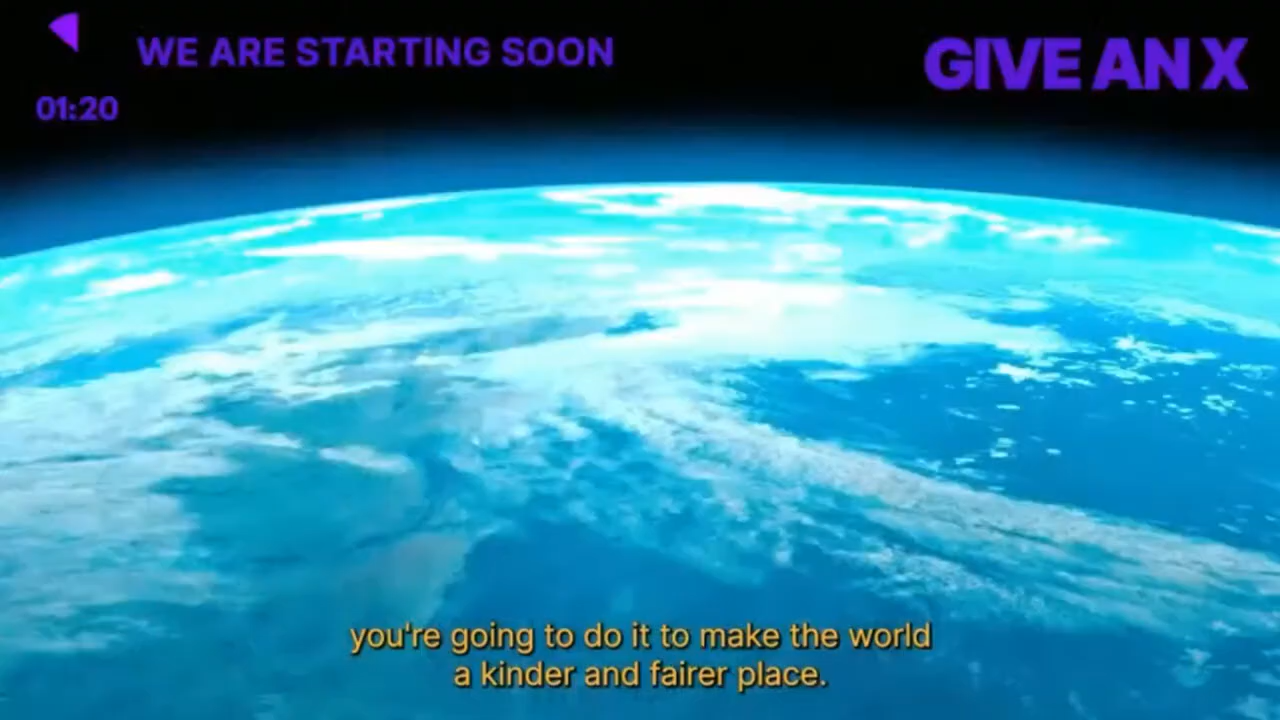 WE ARE STARTING SOON
GIVE AN X
01:20
you're going to do it to make the world
a kinder and fairer place.